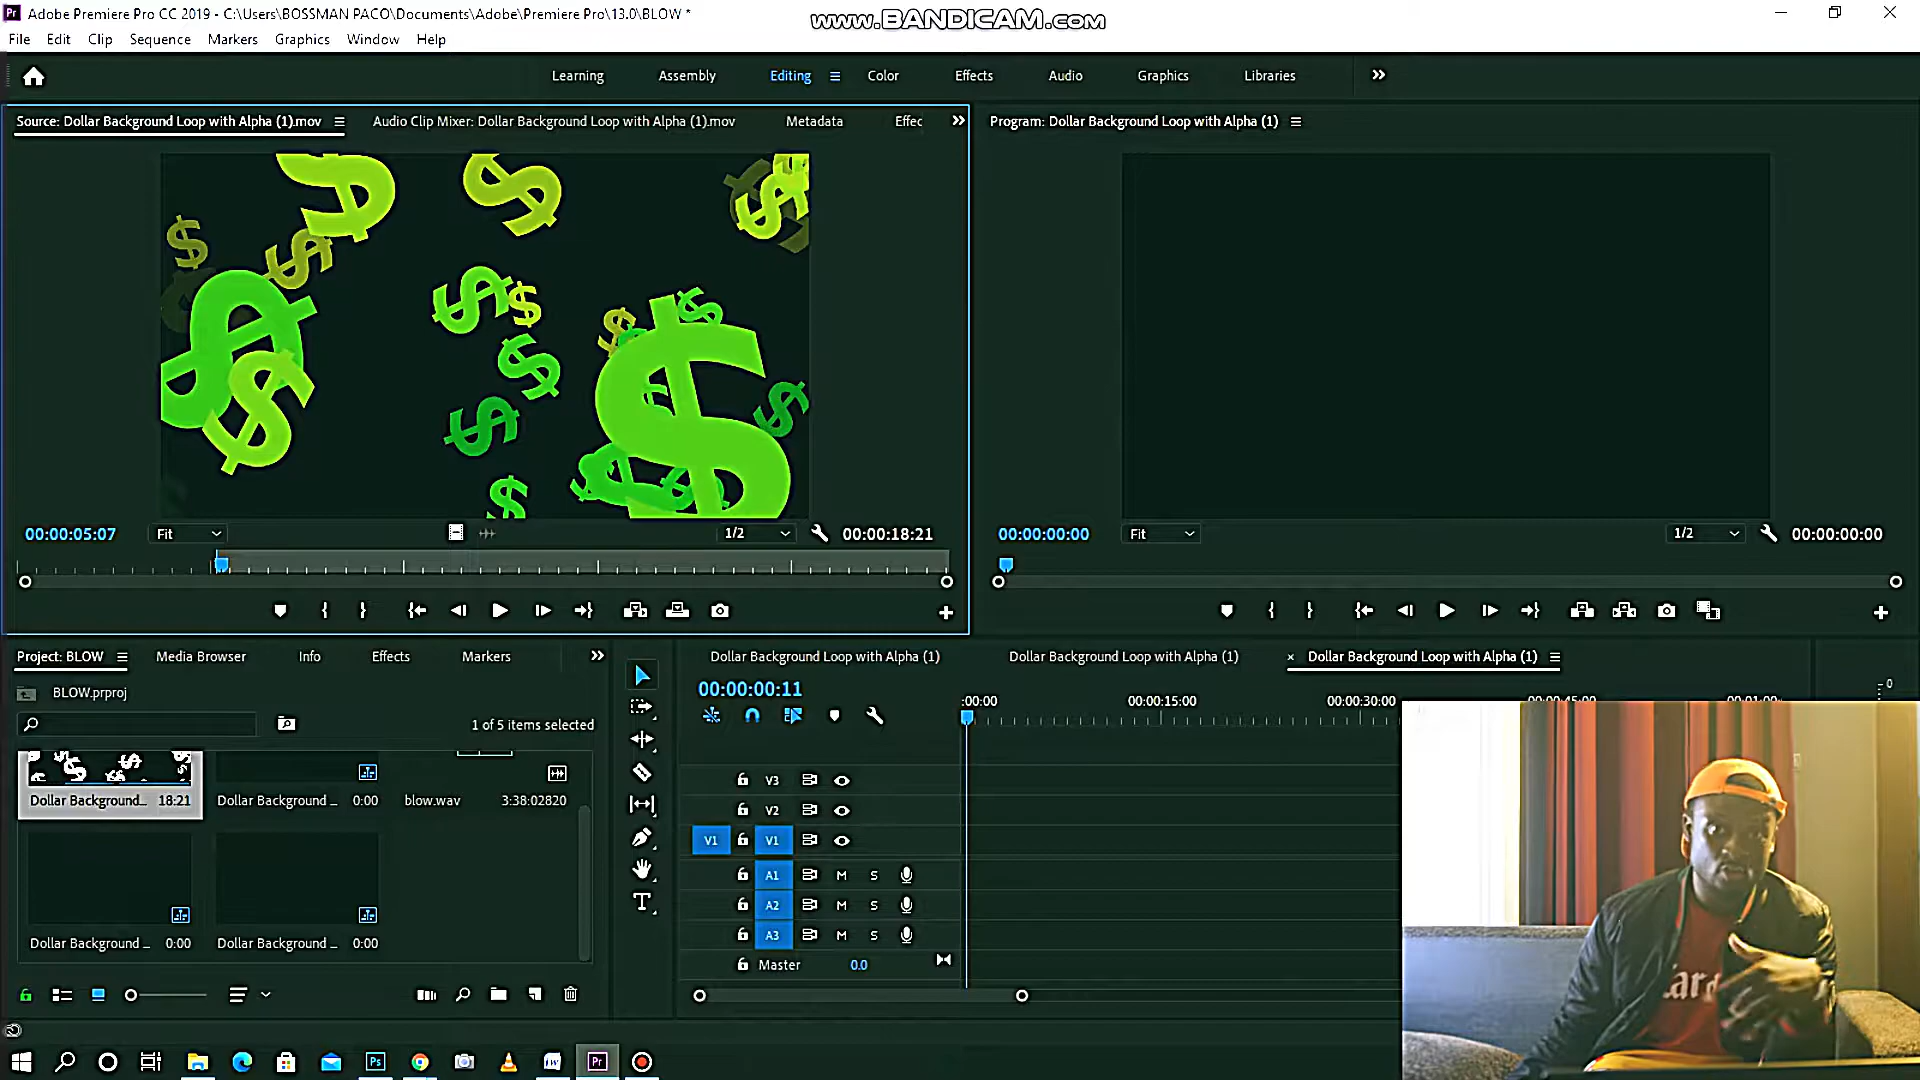 Pr Adobe Premiere Pro CC 2019 - C:\Users\BOSSMAN PACO\Documents\Adobe\Premiere Pro\13.0\BLOW *
www.BANDICAM.com
File Edit Clip Sequence Markers Graphics Window Help
Learning Assembly Editing Color Effects Audio Graphics Libraries
Source: Dollar Background Loop with Alpha (1).mov Audio Clip Mixer: Dollar Background Loop with Alpha (1).mov Metadata Effec
Program: Dollar Background Loop with Alpha (1)
00:00:05:07 Fit 1/2 00:00:18:21
00:00:00:00 Fit 1/2 00:00:00:00
Project: BLOW Media Browser Info Effects Markers
Dollar Background Loop with Alpha (1) Dollar Background Loop with Alpha (1) × Dollar Background Loop with Alpha (1)
BLOW.prproj
1 of 5 items selected
00:00:00:11
:00:00 00:00:15:00 00:00:30:00 00:00:45:00
0
Dollar Background... 18:21 Dollar Background ... 0:00 blow.wav 3:38:02820
Dollar Background ... 0:00 Dollar Background ... 0:00
V3
V2
V1 V1
A1 M S
A2 M S
A3 M S
Master 0.0
T
Ps
Pr